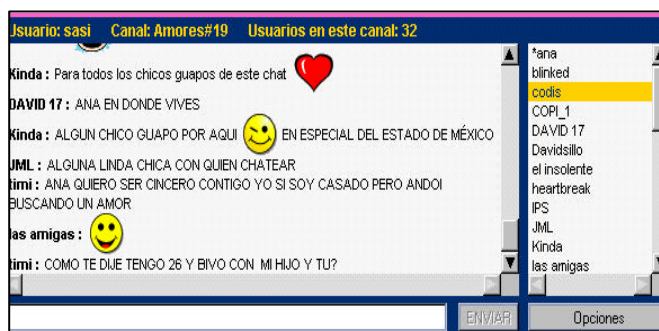 Usuario: sasi Canal: Amores#19 Usuarios en este canal: 32
Kinda : Para todos los chicos guapos de este chat
DAVID 17 : ANA EN DONDE VIVES
Kinda : ALGUN CHICO GUAPO POR AQUI EN ESPECIAL DEL ESTADO DE MÉXICO
JML : ALGUNA LINDA CHICA CON QUIEN CHATEAR
timi : ANA QUIERO SER CINCERO CONTIGO YO SI SOY CASADO PERO ANDOI
BUSCANDO UN AMOR
las amigas :
timi : COMO TE DIJE TENGO 26 Y BIVO CON MI HIJO Y TU?
ENVIAR
*ana
blinked
codis
COPI_1
DAVID 17
Davidsillo
el insolente
heartbreak
IPS
JML
Kinda
las amigas
Opciones